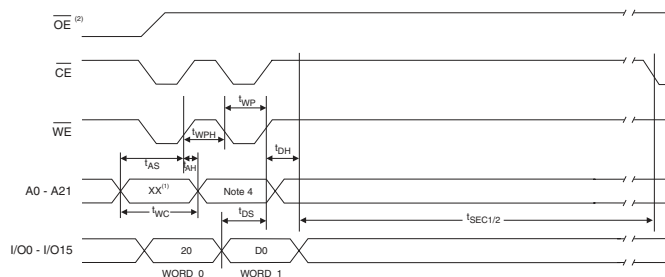 OE (2)
CE
tWP
WE
tWPH
tDH
tAS
tAH
A0 - A21
XX(1)
Note 4
tWC
tDS
tSEC1/2
I/O0 - I/O15
20
D0
WORD 0
WORD 1